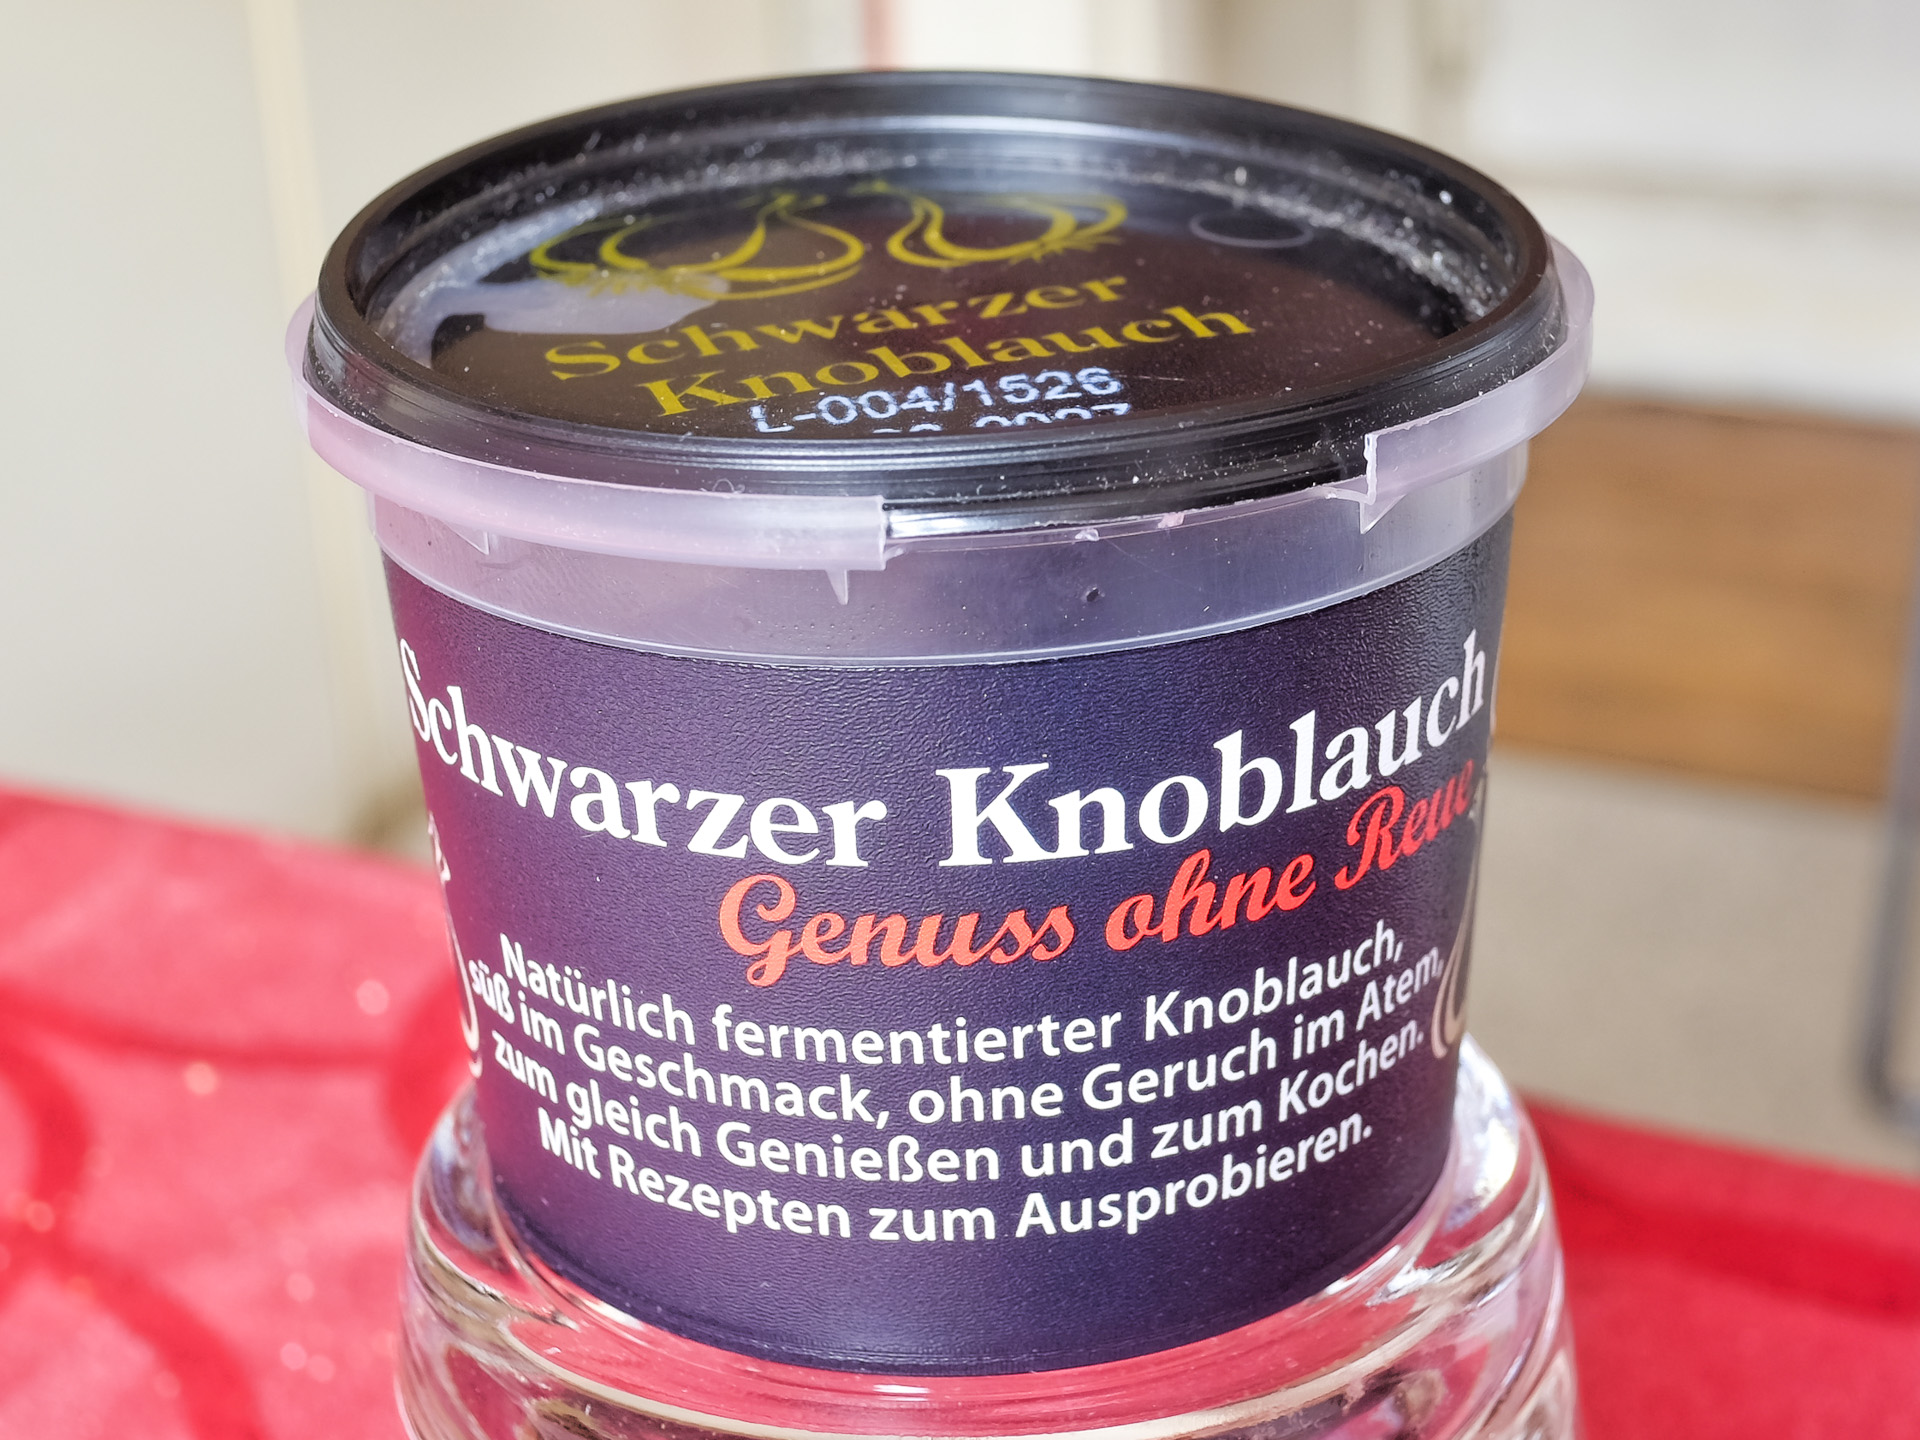 Schwarzer
Knoblauch
L-004/1526
Schwarzer Knoblauch
Genuss ohne Reue
Natürlich fermentierter Knoblauch,
süß im Geschmack, ohne Geruch im Atem,
zum gleich Genießen und zum Kochen.
Mit Rezepten zum Ausprobieren.